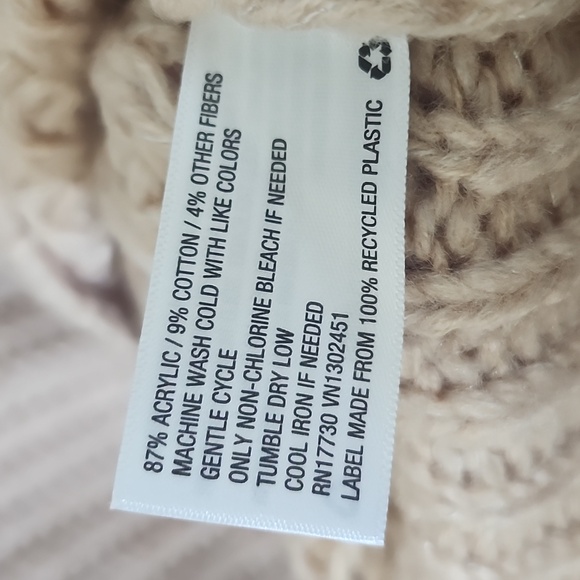 87% ACRYLIC / 9% COTTON / 4% OTHER FIBERS
MACHINE WASH COLD WITH LIKE COLORS
GENTLE CYCLE
ONLY NON-CHLORINE BLEACH IF NEEDED
TUMBLE DRY LOW
COOL IRON IF NEEDED
RN17730 VN1302451
LABEL MADE FROM 100% RECYCLED PLASTIC